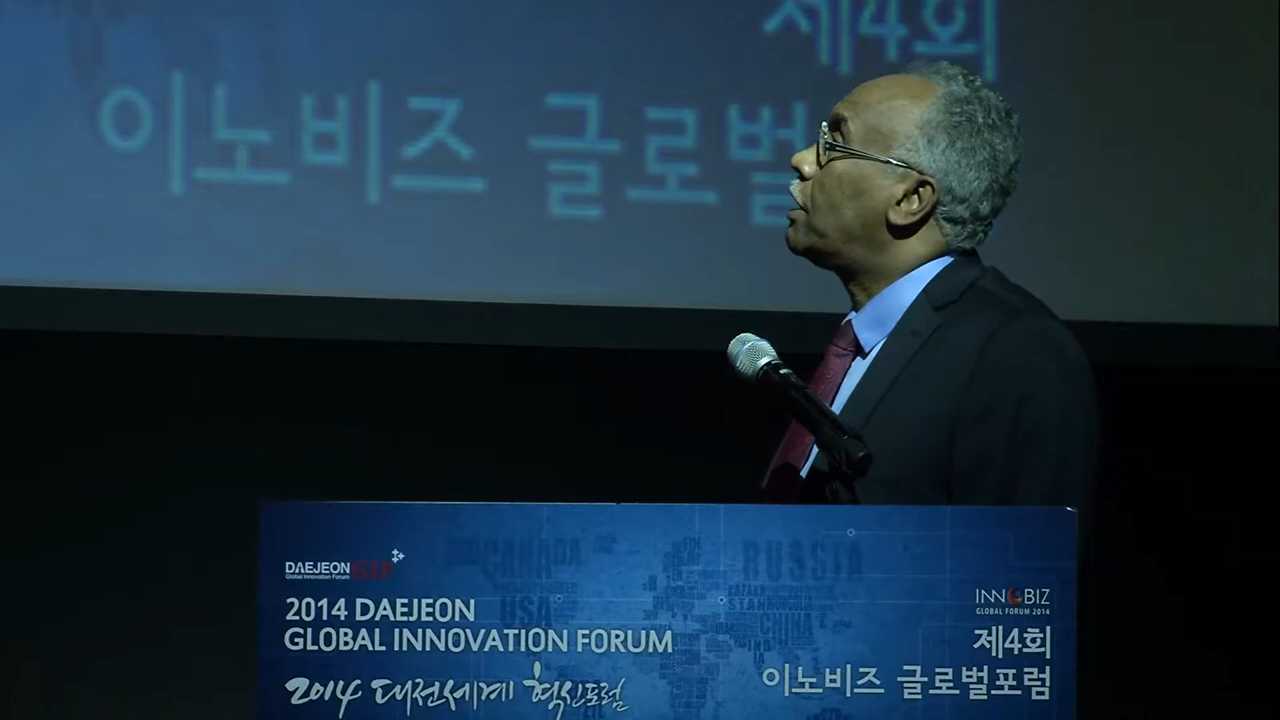 제4회
이노비즈 글로벌
DAEJEON GIF
Global Innovation Forum
2014 DAEJEON
GLOBAL INNOVATION FORUM
2014 대전세계 혁신포럼
CANADA
USA
RUSSIA
KAZAKHSTAN
CHINA
INDIA
INNOBIZ
GLOBAL FORUM 2014
제4회
이노비즈 글로벌포럼